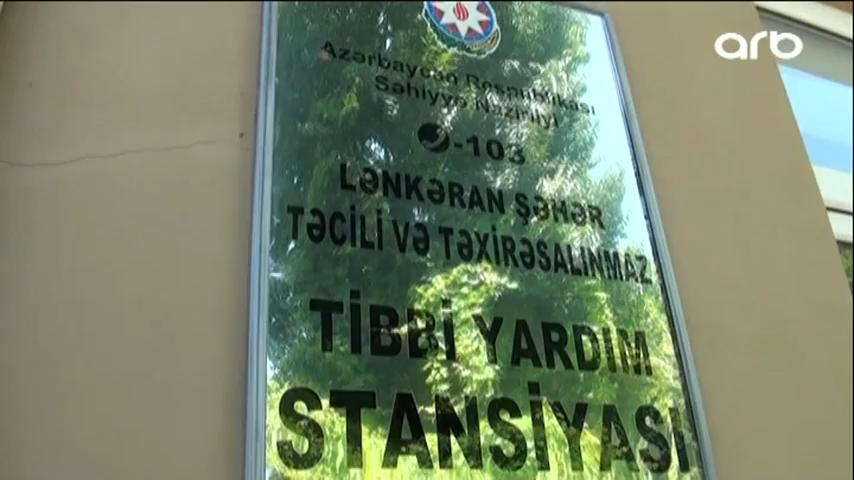 arb
Azərbaycan Respublikası
Səhiyyə Nazirliyi
-103
LƏNKƏRAN ŞƏHƏR
TƏCİLİ VƏ TƏXİRƏSALINMAZ
TİBBİ YARDIM
STANSİYASI